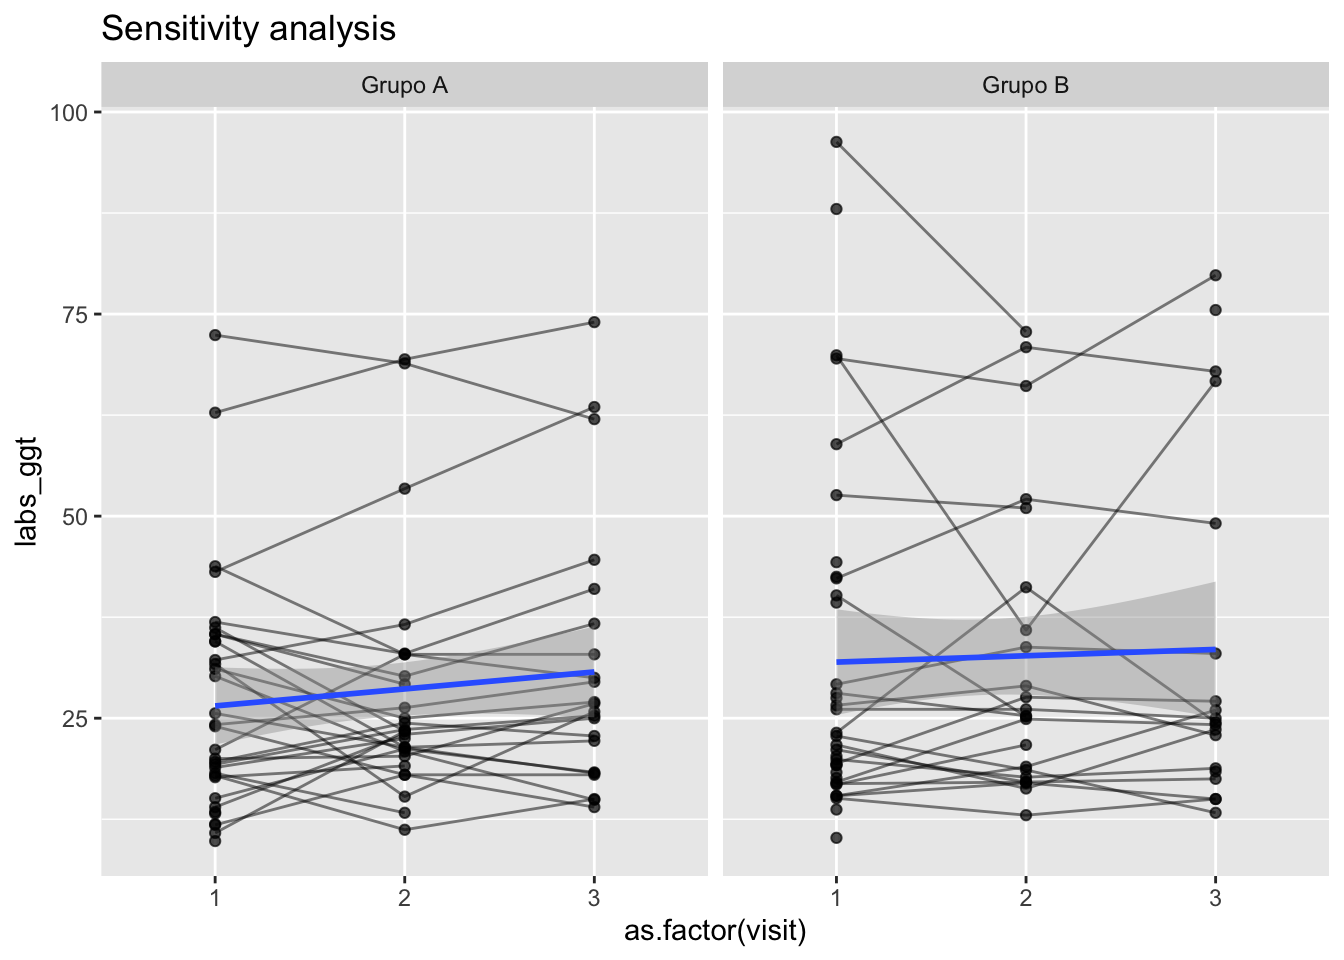 Sensitivity analysis
Grupo A
Grupo B
labs_ggt
100
75
50
25
1 2 3
1 2 3
as.factor(visit)